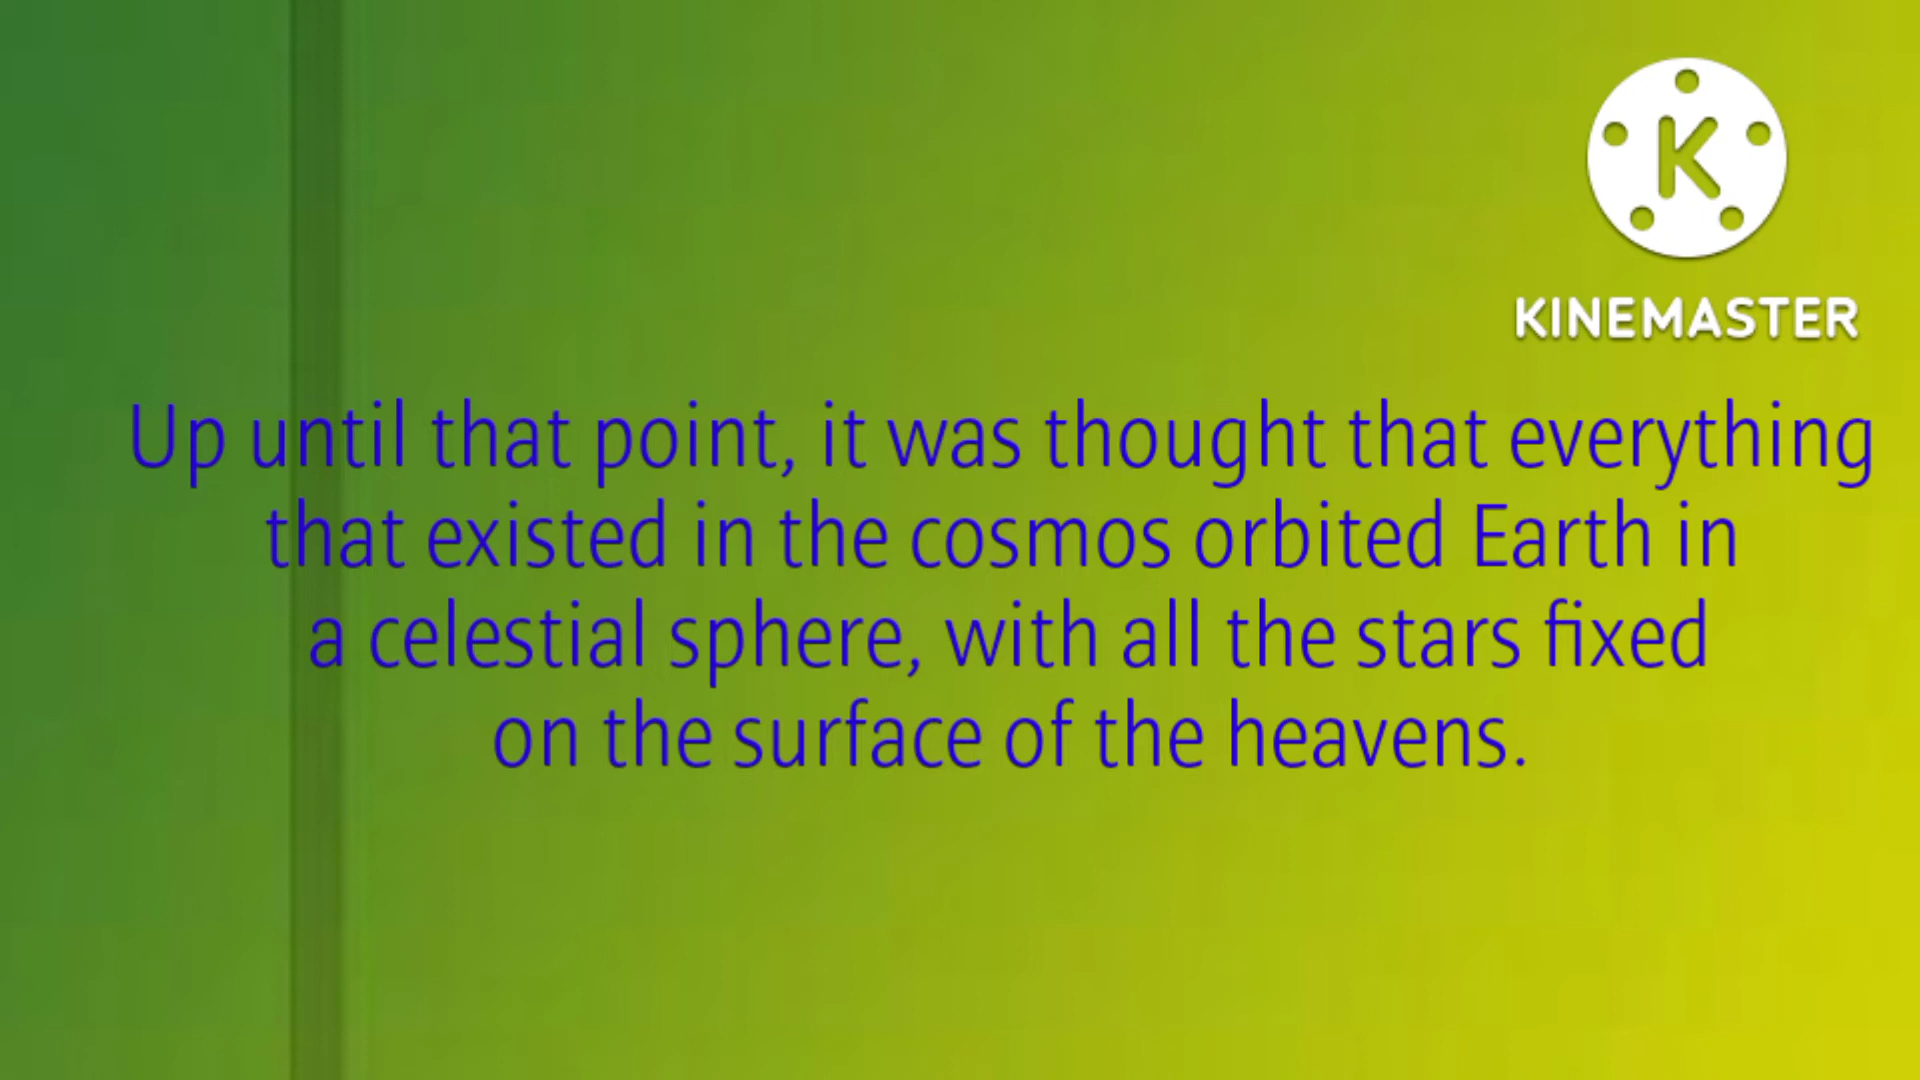 K
KINEMASTER
Up until that point, it was thought that everything
that existed in the cosmos orbited Earth in
a celestial sphere, with all the stars fixed
on the surface of the heavens.